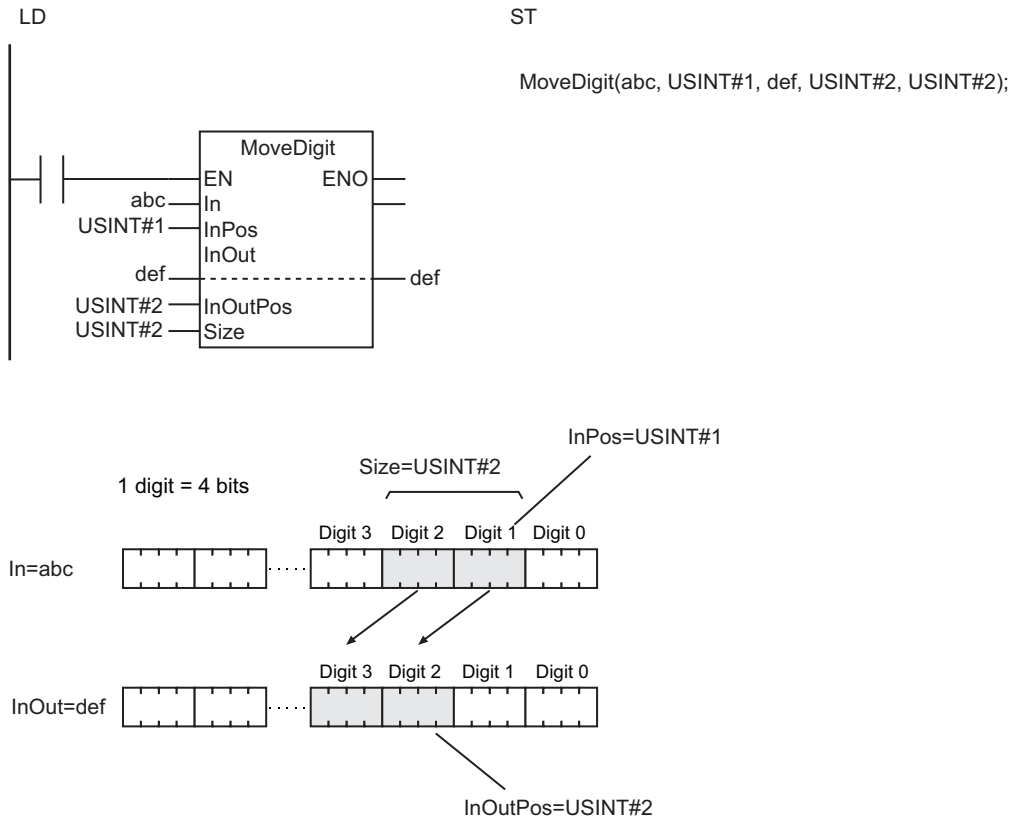 LD
ST
MoveDigit(abc, USINT#1, def, USINT#2, USINT#2);
MoveDigit
EN ENO
abc In
USINT#1 InPos
InOut
def def
USINT#2 InOutPos
USINT#2 Size
InPos=USINT#1
Size=USINT#2
1 digit = 4 bits
Digit 3 Digit 2 Digit 1 Digit 0
In=abc
Digit 3 Digit 2 Digit 1 Digit 0
InOut=def
InOutPos=USINT#2